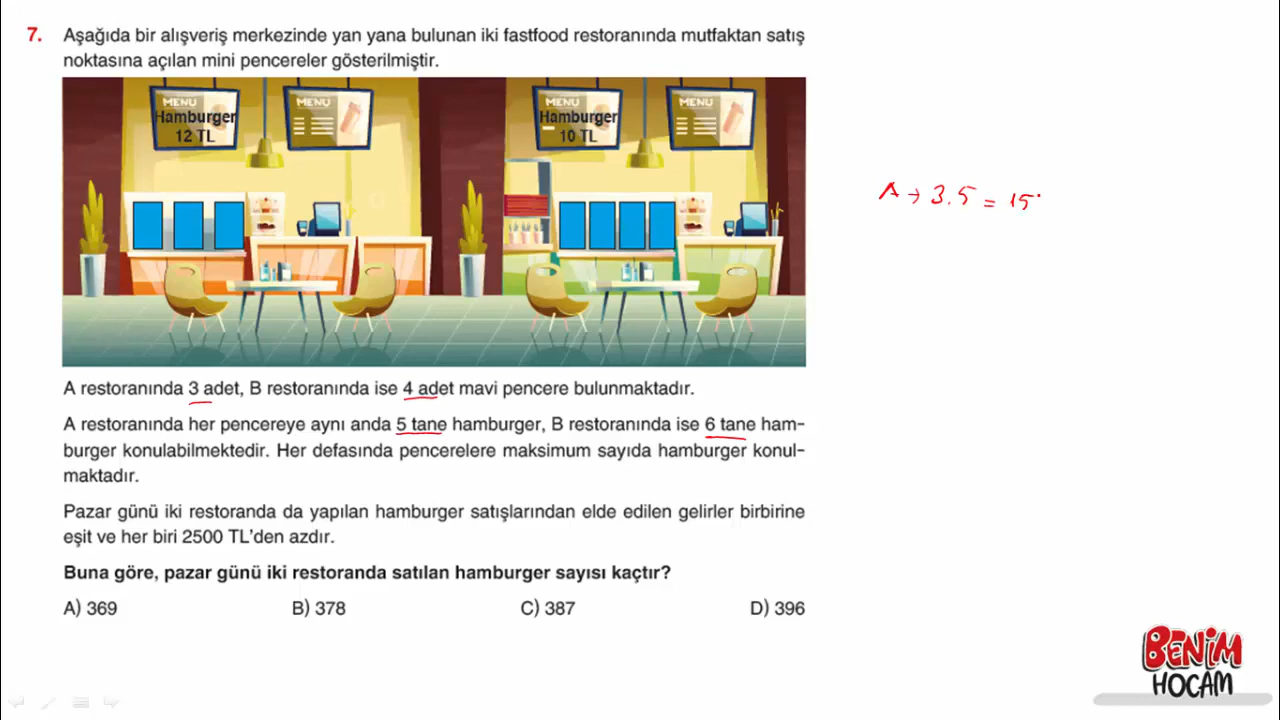 7. Aşağıda bir alışveriş merkezinde yan yana bulunan iki fastfood restoranında mutfaktan satış
noktasına açılan mini pencereler gösterilmiştir.
MENU
Hamburger
12 TL
MENU
MENU
Hamburger
10 TL
MENU
A → 3.5 = 15
A restoranında 3 adet, B restoranında ise 4 adet mavi pencere bulunmaktadır.
A restoranında her pencereye aynı anda 5 tane hamburger, B restoranında ise 6 tane ham-
burger konulabilmektedir. Her defasında pencerelere maksimum sayıda hamburger konul-
maktadır.
Pazar günü iki restoranda da yapılan hamburger satışlarından elde edilen gelirler birbirine
eşit ve her biri 2500 TL'den azdır.
Buna göre, pazar günü iki restoranda satılan hamburger sayısı kaçtır?
A) 369 B) 378 C) 387 D) 396
BENİM
HOCAM